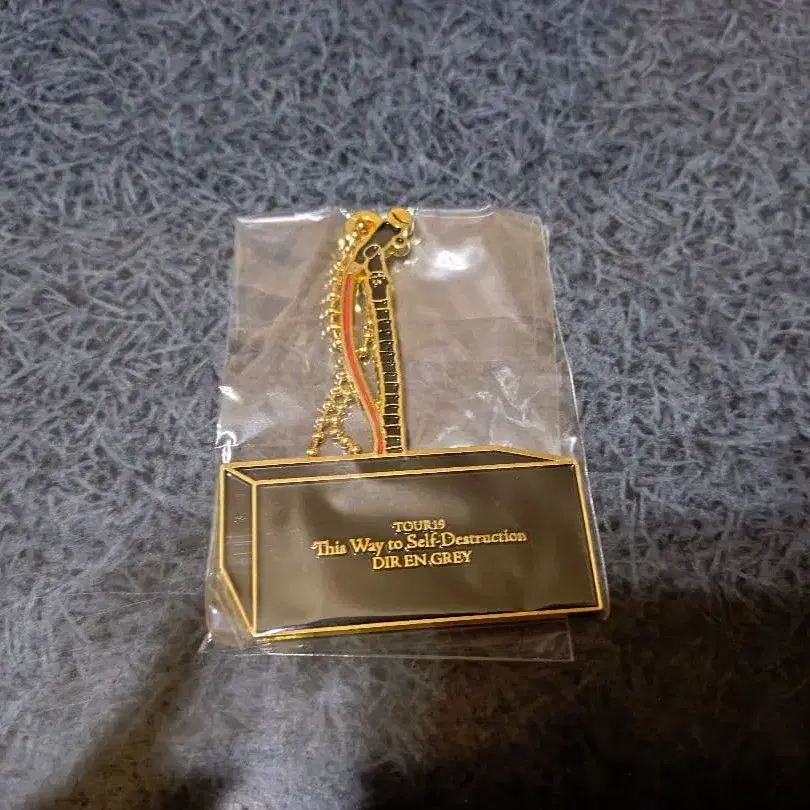 TOUR19
This Way to Self-Destruction
DIR EN GREY